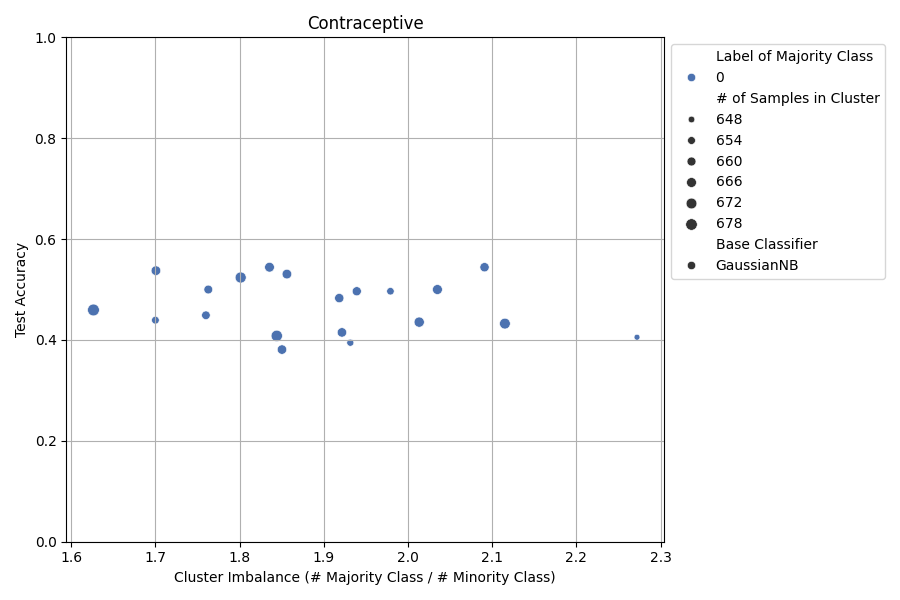 Contraceptive
1.0
0.8
0.6
0.4
0.2
0.0
Test Accuracy
1.6 1.7 1.8 1.9 2.0 2.1 2.2 2.3
Cluster Imbalance (# Majority Class / # Minority Class)
Label of Majority Class
0
# of Samples in Cluster
648
654
660
666
672
678
Base Classifier
GaussianNB